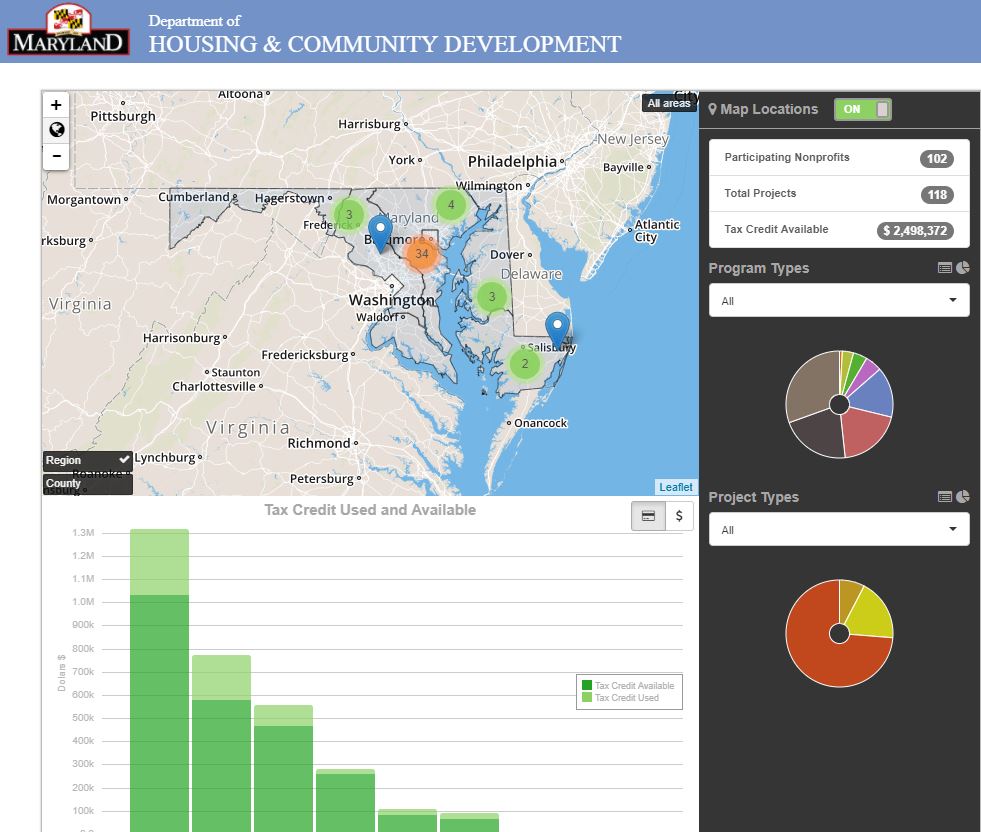 Department of
MARYLAND
HOUSING & COMMUNITY DEVELOPMENT
+
-
Altoona
Pittsburgh
Harrisburg
York
Philadelphia
All areas
City
New Jersey
Bayville
Morgantown
Cumberland
Hagerstown
Wilmington
3
4
Frederick
Maryland
Baltimore
34
Atlantic
City
rksburg
Dover
Delaware
Virginia
Washington
3
Waldorf
Harrisonburg
Fredericksburg
Salisbury
2
Staunton
Charlottesville
Virginia
Onancock
Richmond
Region
Lynchburg
Roanoke
County
Petersburg
Leaflet
Map Locations
ON
Participating Nonprofits 102
Total Projects 118
Tax Credit Available $ 2,498,372
Program Types
All
Project Types
All
Tax Credit Used and Available
$
1.3M
1.2M
1.1M
1.0M
900k
800k
700k
600k
500k
400k
300k
200k
100k
Dolars $
Tax Credit Available
Tax Credit Used